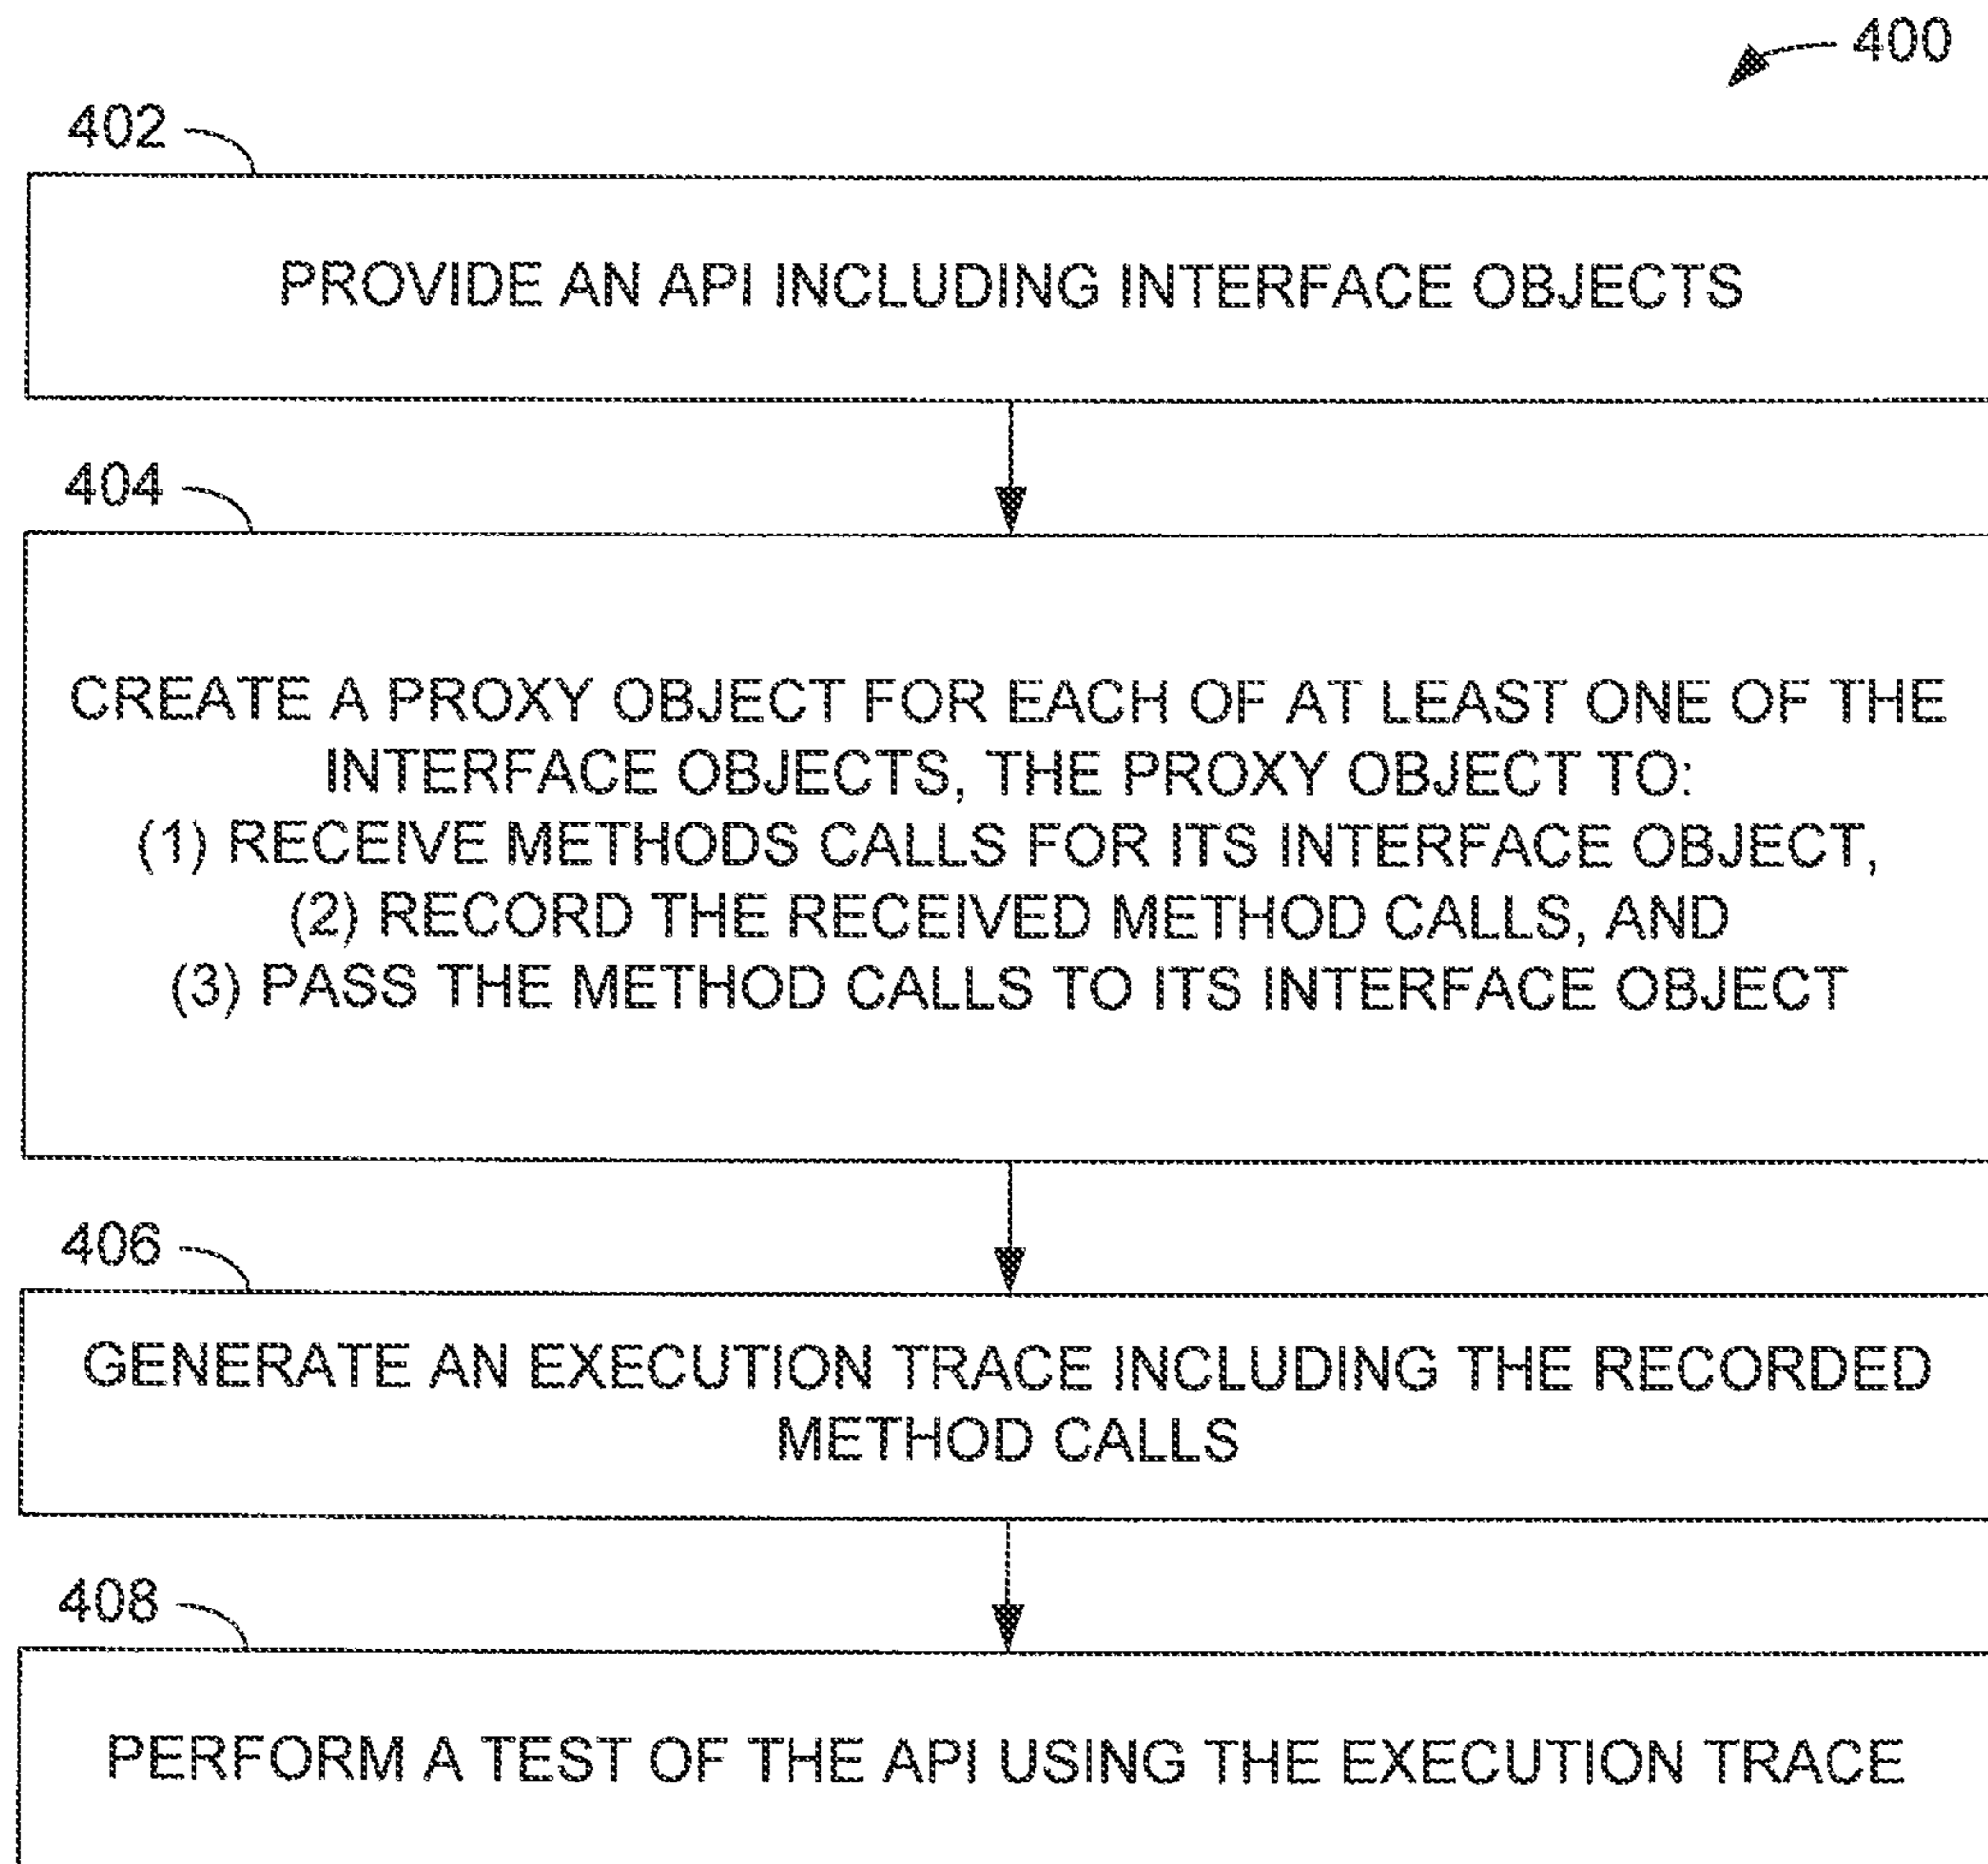 400
402
PROVIDE AN API INCLUDING INTERFACE OBJECTS
404
CREATE A PROXY OBJECT FOR EACH OF AT LEAST ONE OF THE
INTERFACE OBJECTS, THE PROXY OBJECT TO:
(1) RECEIVE METHODS CALLS FOR ITS INTERFACE OBJECT,
(2) RECORD THE RECEIVED METHOD CALLS, AND
(3) PASS THE METHOD CALLS TO ITS INTERFACE OBJECT
406
GENERATE AN EXECUTION TRACE INCLUDING THE RECORDED
METHOD CALLS
408
PERFORM A TEST OF THE API USING THE EXECUTION TRACE